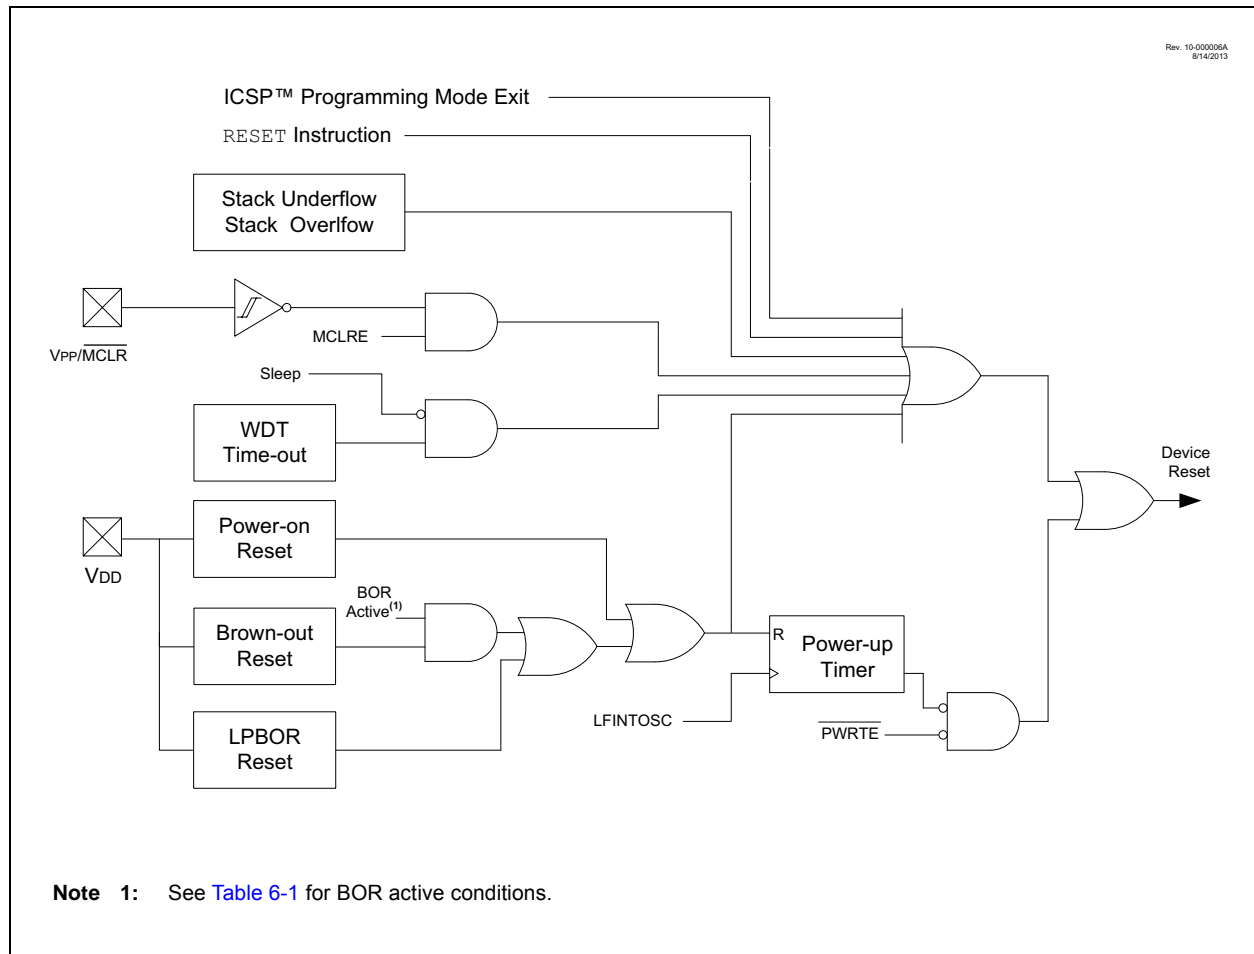 Rev. 10-000006A
8/14/2013
ICSP™ Programming Mode Exit
RESET Instruction
Stack Underflow
Stack Overlfow
VPP/MCLR
MCLRE
Sleep
WDT
Time-out
Device
Reset
VDD
Power-on
Reset
BOR
Active(1)
Brown-out
Reset
R
Power-up
Timer
LFINTOSC
PWRTE
LPBOR
Reset
Note 1: See Table 6-1 for BOR active conditions.